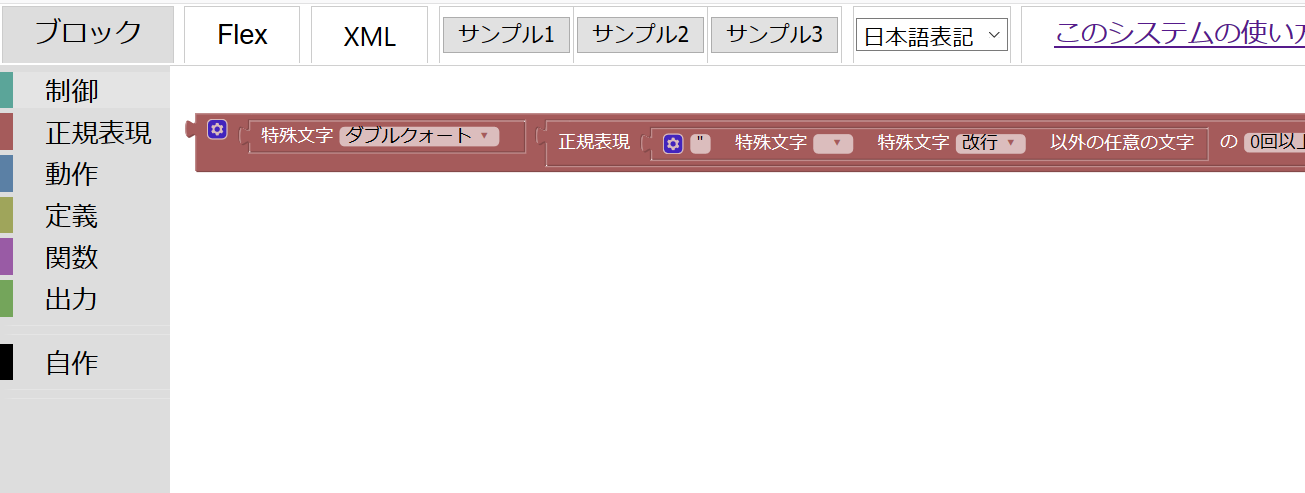 ブロック Flex XML サンプル1 サンプル2 サンプル3 日本語表記 このシステムの使い方
制御
正規表現
動作
定義
関数
出力
自作
特殊文字 ダブルクォート 正規表現 " 特殊文字 特殊文字 改行 以外の任意の文字 の 0回以上